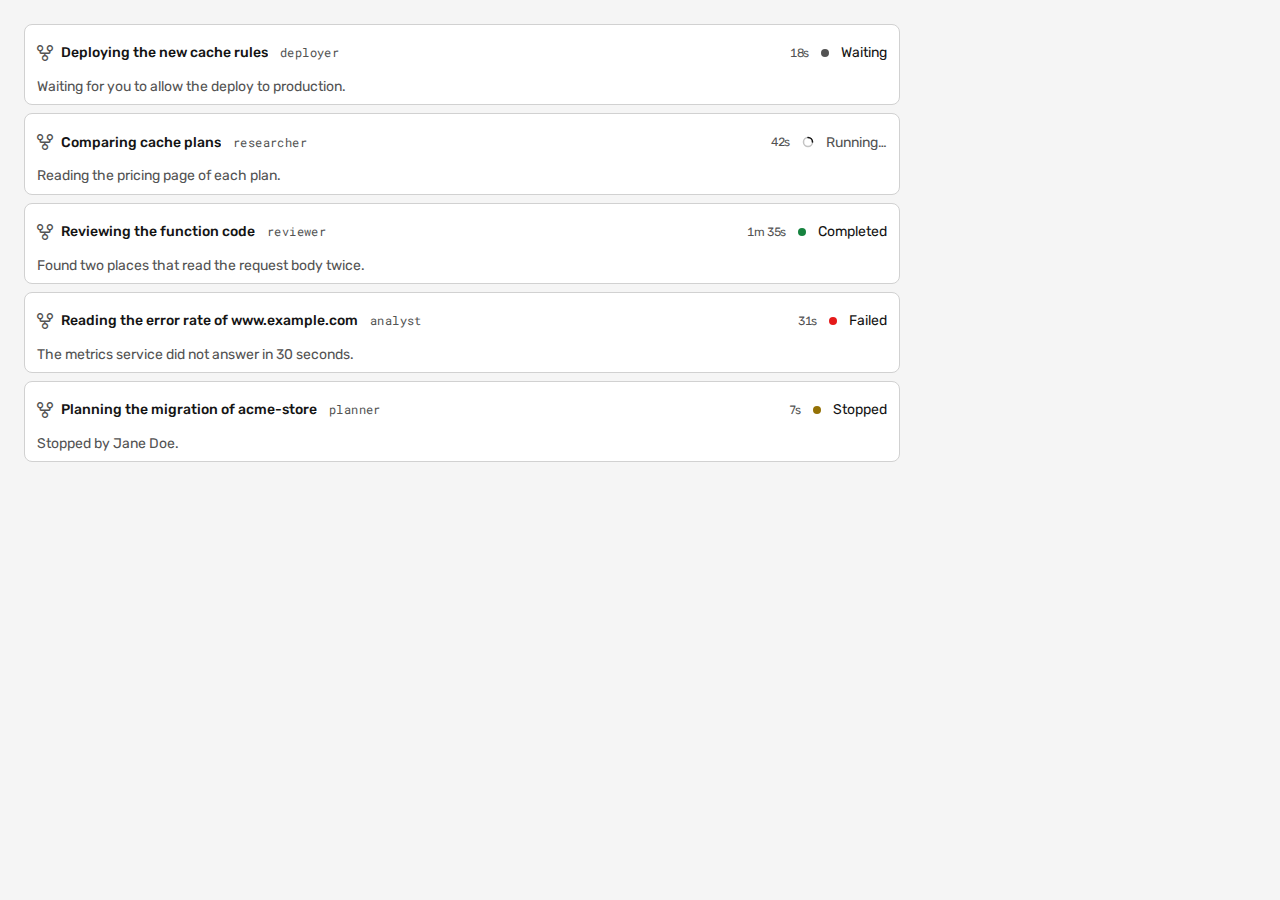 Deploying the new cache rules deployer 18s Waiting
Waiting for you to allow the deploy to production.
Comparing cache plans researcher 42s Running…
Reading the pricing page of each plan.
Reviewing the function code reviewer 1m 35s Completed
Found two places that read the request body twice.
Reading the error rate of www.example.com analyst 31s Failed
The metrics service did not answer in 30 seconds.
Planning the migration of acme-store planner 7s Stopped
Stopped by Jane Doe.